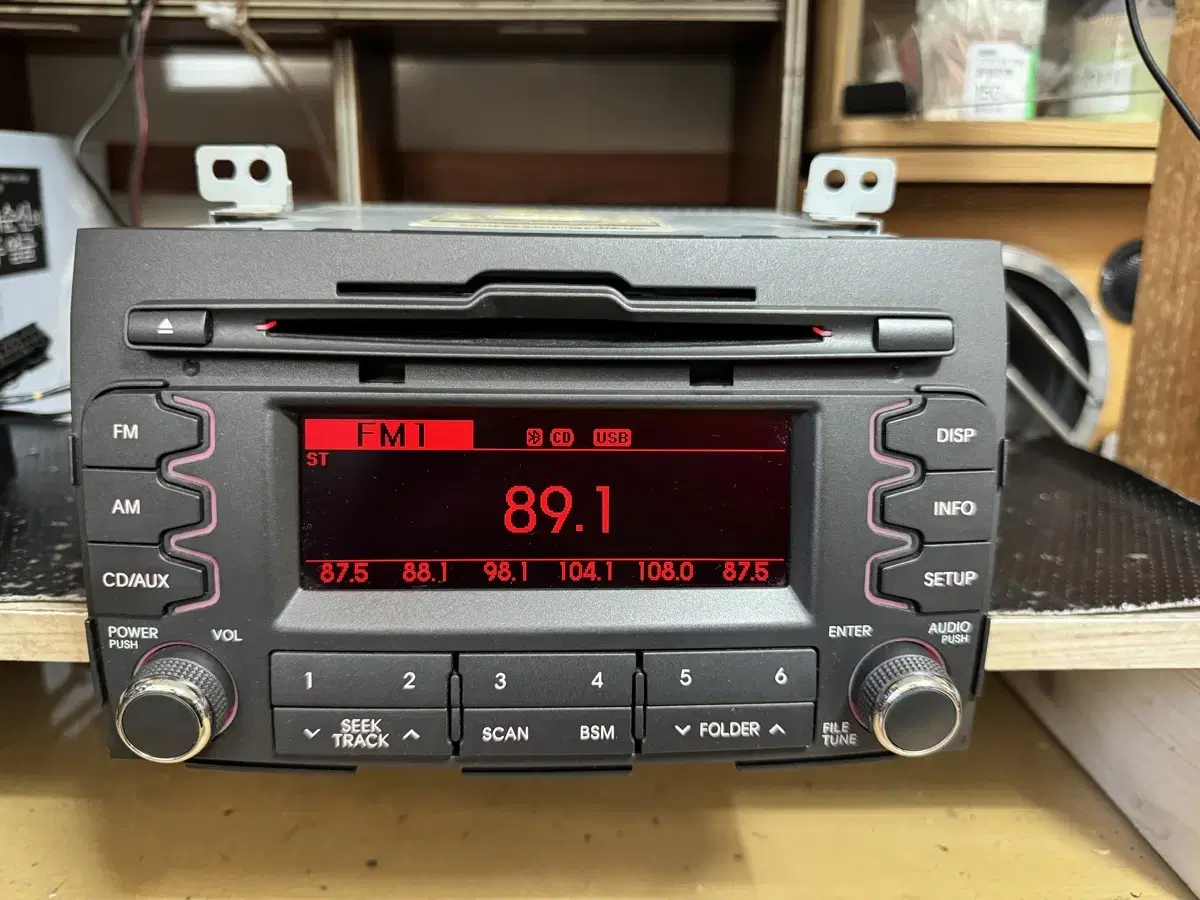 FM
AM
CD/AUX
POWER
PUSH
VOL
FM1
CD
USB
ST
89.1
87.5 88.1 98.1 104.1 108.0 87.5
DISP
INFO
SETUP
ENTER
AUDIO
PUSH
1 2 3 4 5 6
SEEK
TRACK
SCAN
BSM
FOLDER
FILE
TUNE